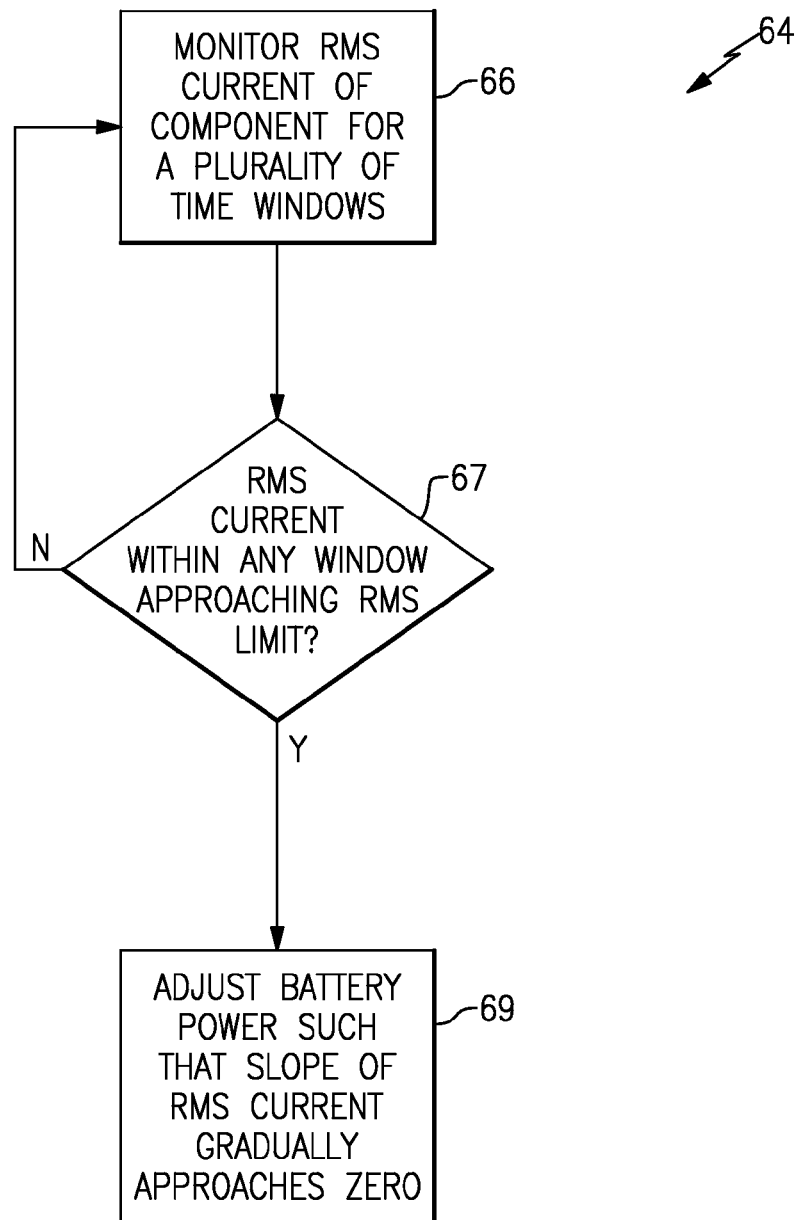 64
MONITOR RMS
CURRENT OF
COMPONENT FOR
A PLURALITY OF
TIME WINDOWS
66
RMS
CURRENT
WITHIN ANY WINDOW
APPROACHING RMS
LIMIT?
67
N
Y
ADJUST BATTERY
POWER SUCH
THAT SLOPE OF
RMS CURRENT
GRADUALLY
APPROACHES ZERO
69